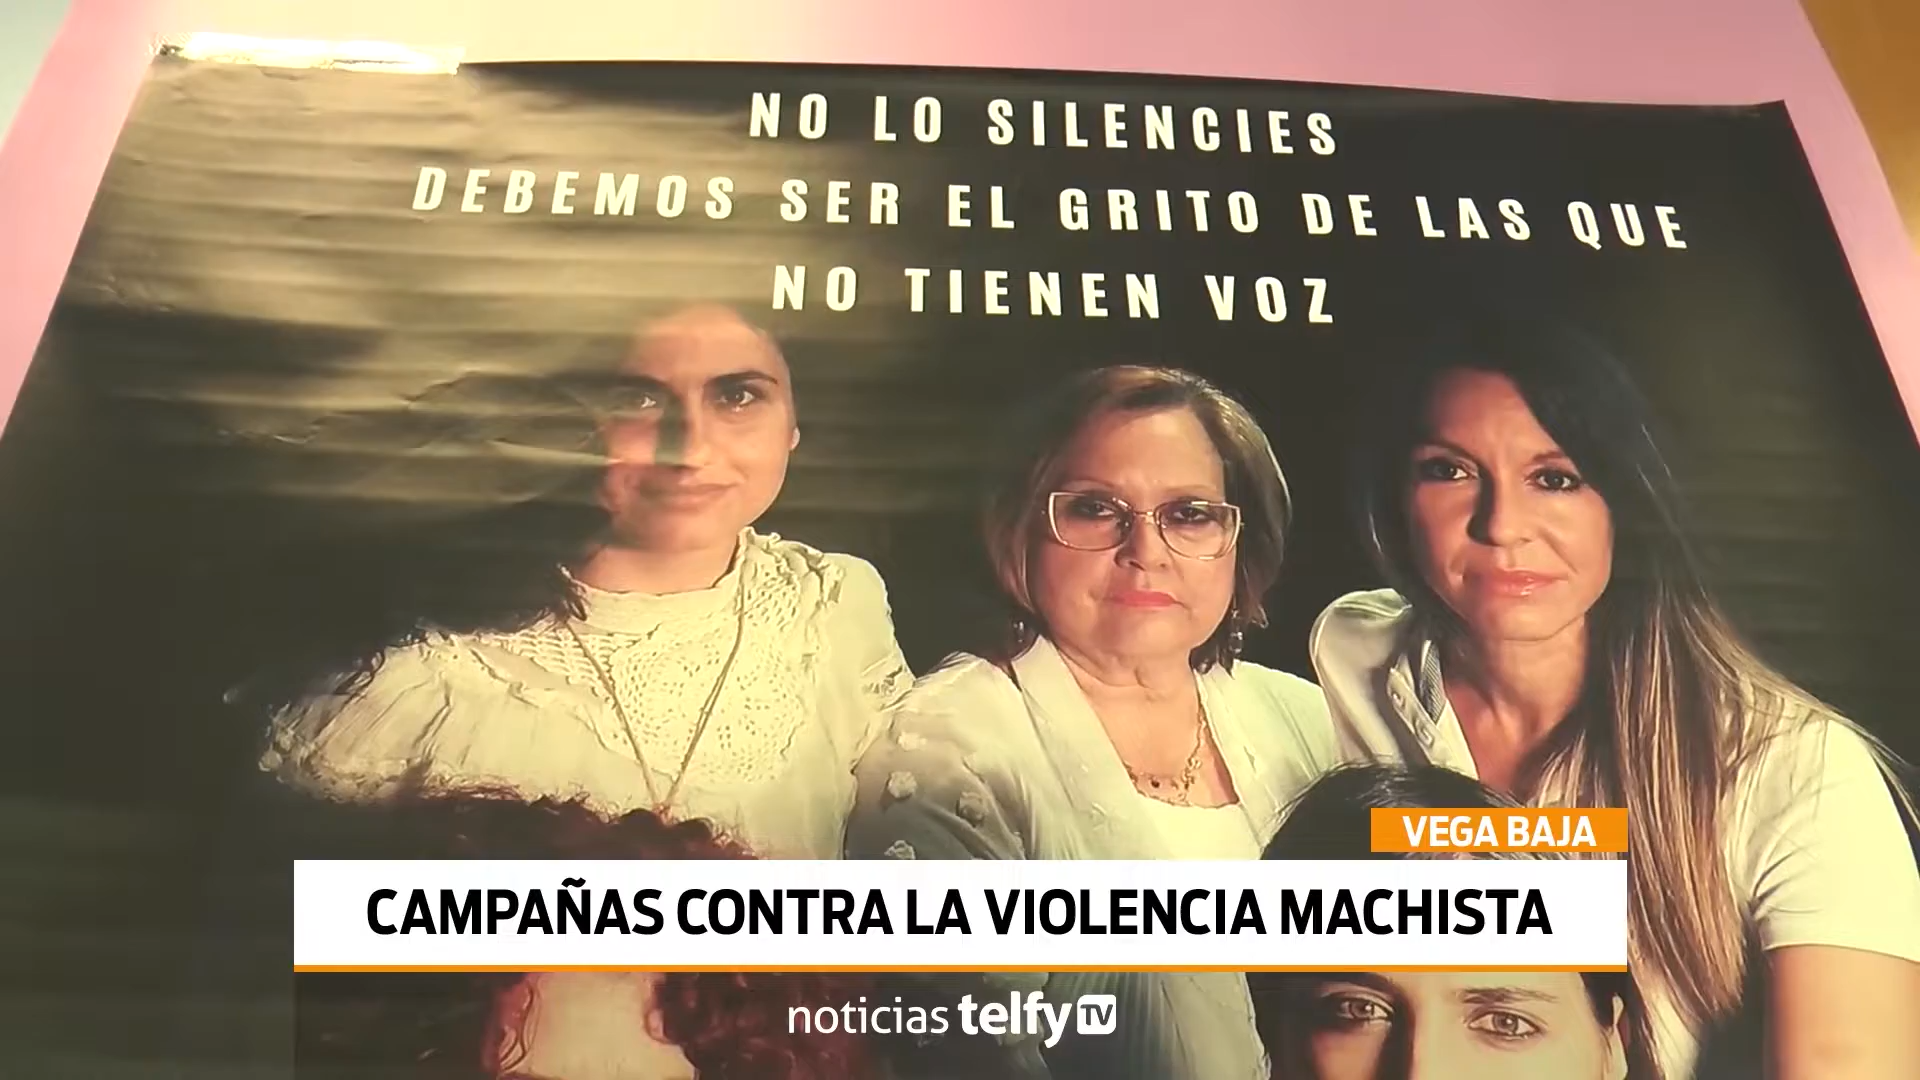 NO LO SILENCIES
DEBEMOS SER EL GRITO DE LAS QUE
NO TIENEN VOZ
VEGA BAJA
CAMPAÑAS CONTRA LA VIOLENCIA MACHISTA
noticias telfy TV